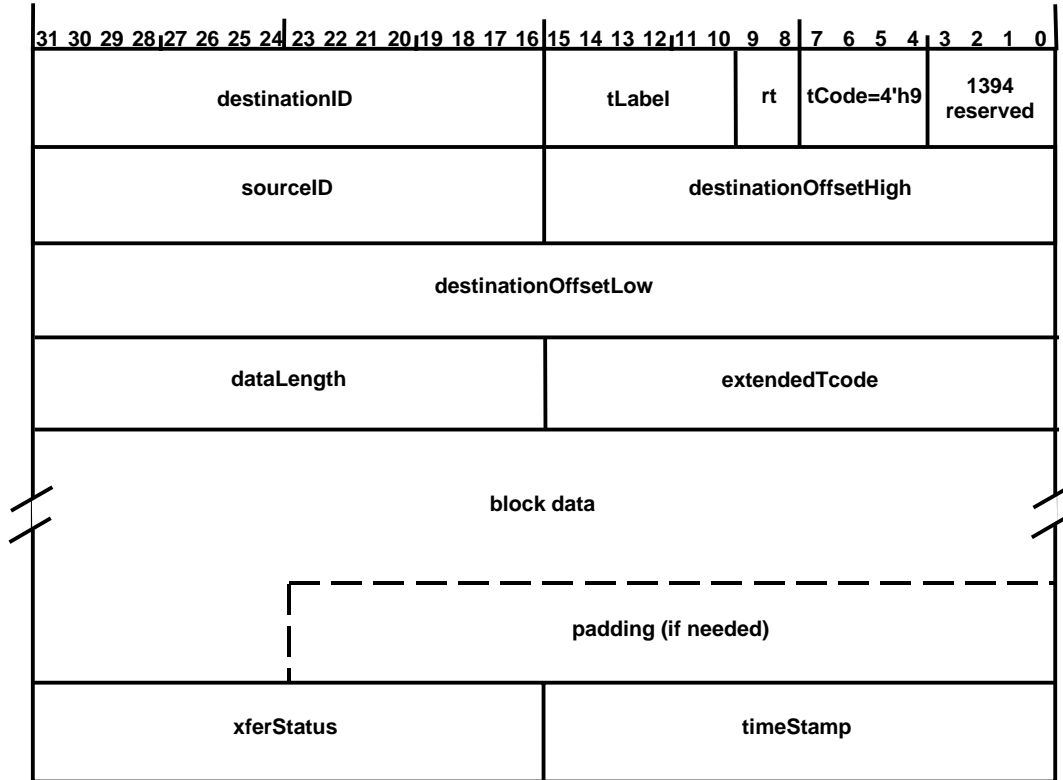 31 30 29 28 27 26 25 24 23 22 21 20 19 18 17 16 15 14 13 12 11 10 9 8 7 6 5 4 3 2 1 0
destinationID tLabel rt tCode=4'h9 1394
reserved
sourceID destinationOffsetHigh
destinationOffsetLow
dataLength extendedTcode
block data
padding (if needed)
xferStatus timeStamp